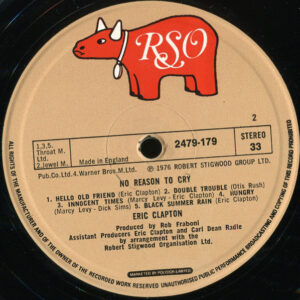 RSO
2
1,3,5.
Throat M.
Ltd.
2.Jewel M.
Made in England
2479-179
STEREO
33
Pub.Co.Ltd. 4.Warner Bros.M.Ltd.
℗ 1976 ROBERT STIGWOOD GROUP LTD.
NO REASON TO CRY
1. HELLO OLD FRIEND (Eric Clapton) 2. DOUBLE TROUBLE (Otis Rush)
3. INNOCENT TIMES (Eric Clapton - Marcy Levy) 4. HUNGRY
(Marcy Levy - Dick Sims) 5. BLACK SUMMER RAIN (Eric Clapton)
ERIC CLAPTON
Produced by Rob Fraboni
Assistant Producers Eric Clapton and Carl Dean Radle
by arrangement with the
Robert Stigwood Organisation Ltd.
MARKETED BY POLYDOR LIMITED
ALL RIGHTS OF THE MANUFACTURER AND OF THE OWNER OF THE RECORDED WORK RESERVED UNAUTHORISED PUBLIC PERFORMANCE BROADCASTING AND COPYING OF THIS RECORD PROHIBITED